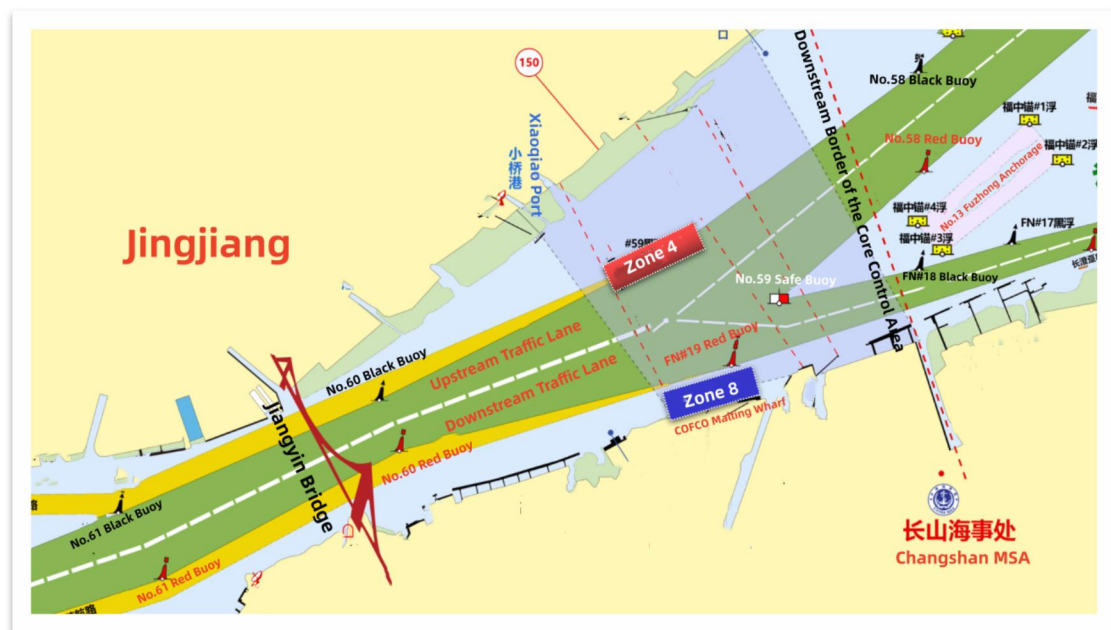 150
No.58 Black Buoy
福中锚#1浮
Downstream Border of the Core Control Area
No.58 Red Buoy
福中锚#2浮
Xiaoqiao Port
小桥港
No.13 Fuzhong Anchorage
福中锚#4浮
FN#17黑浮
Jingjiang
福中锚#3浮
Zone 4
No.59 Safe Buoy
FN#18 Black Buoy
Upstream Traffic Lane
FN#19 Red Buoy
No.60 Black Buoy
Downstream Traffic Lane
Zone 8
COFCO Malting Wharf
Jiangyin Bridge
No.60 Red Buoy
No.61 Black Buoy
长山海事处
Changshan MSA
No.61 Red Buoy